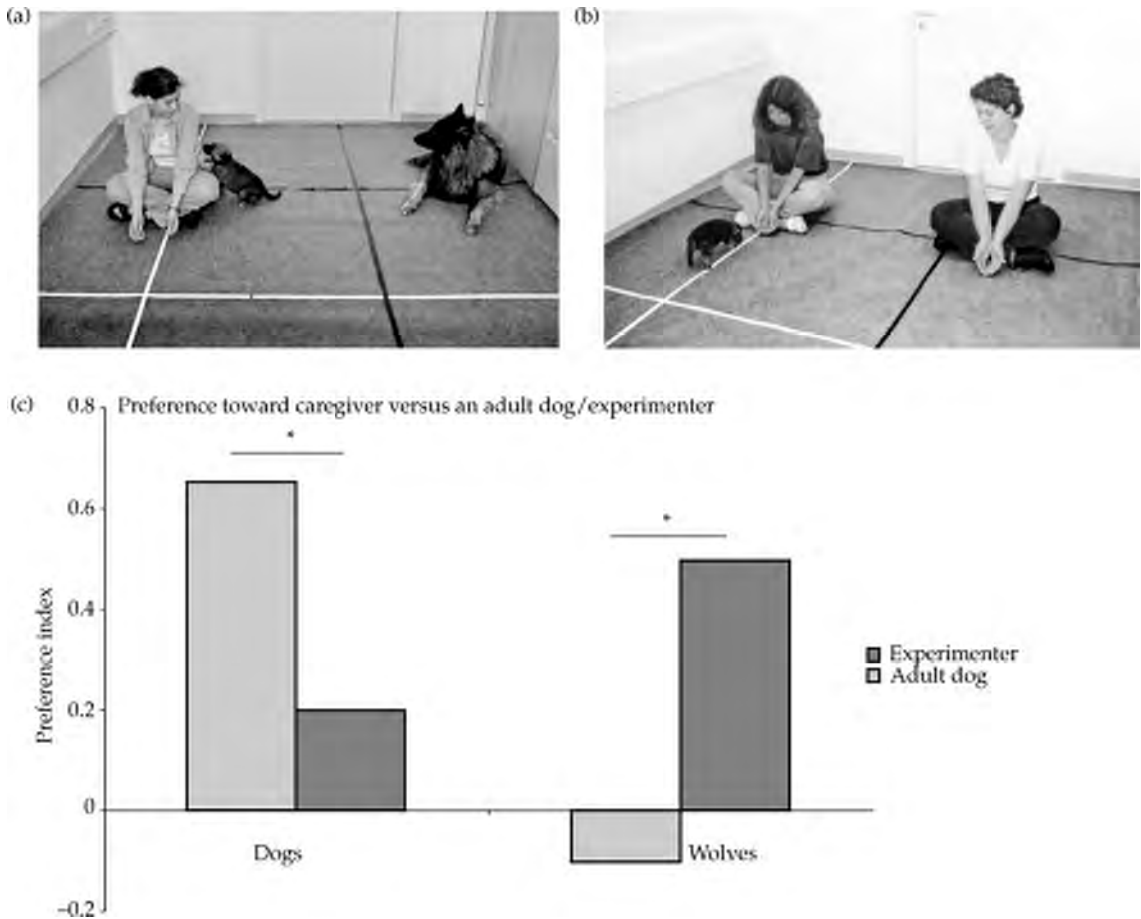 (a)
(b)
(c)
Preference toward caregiver versus an adult dog/experimenter
0.8
0.6
0.4
0.2
0
–0.2
Preference index
*
*
Dogs
Wolves
Experimenter
Adult dog